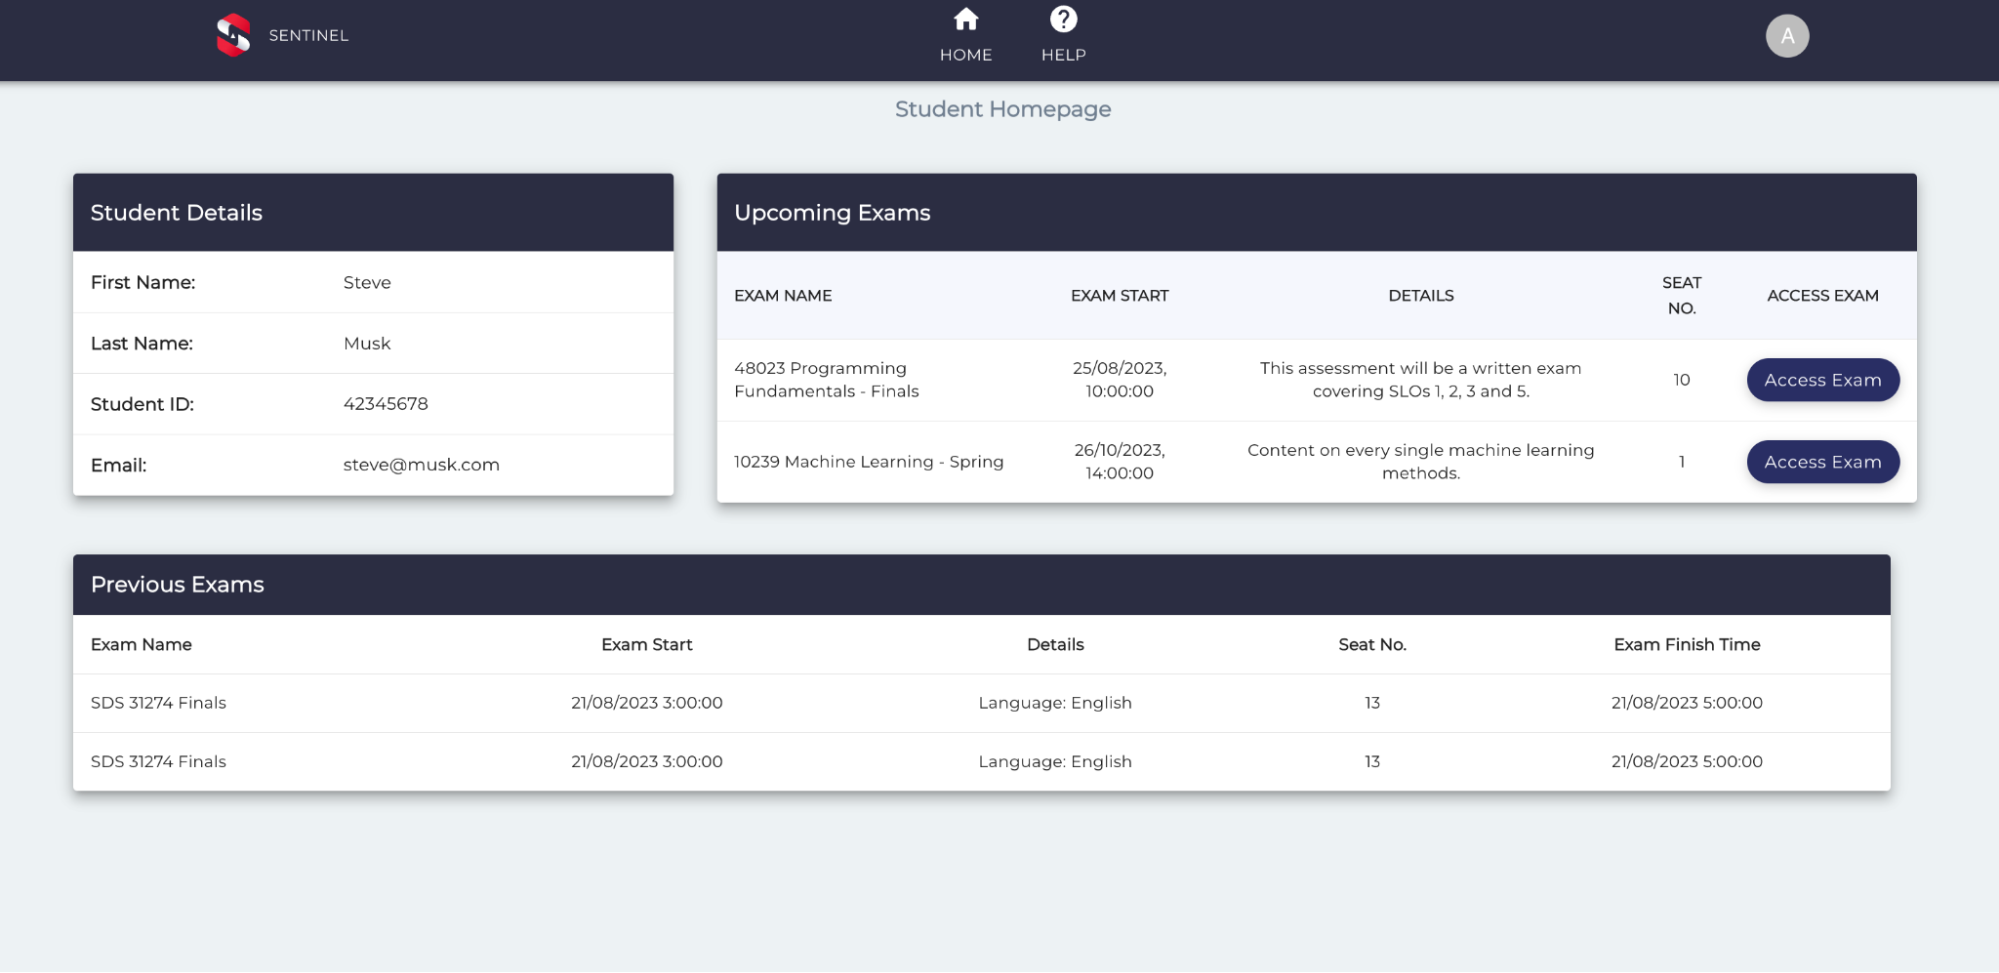 SENTINEL
HOME
HELP
A
Student Homepage
Student Details
First Name: Steve
Last Name: Musk
Student ID: 42345678
Email: steve@musk.com
Upcoming Exams
EXAM NAME EXAM START DETAILS SEAT NO. ACCESS EXAM
48023 Programming Fundamentals - Finals 25/08/2023, 10:00:00 This assessment will be a written exam covering SLOs 1, 2, 3 and 5. 10 Access Exam
10239 Machine Learning - Spring 26/10/2023, 14:00:00 Content on every single machine learning methods. 1 Access Exam
Previous Exams
Exam Name Exam Start Details Seat No. Exam Finish Time
SDS 31274 Finals 21/08/2023 3:00:00 Language: English 13 21/08/2023 5:00:00
SDS 31274 Finals 21/08/2023 3:00:00 Language: English 13 21/08/2023 5:00:00